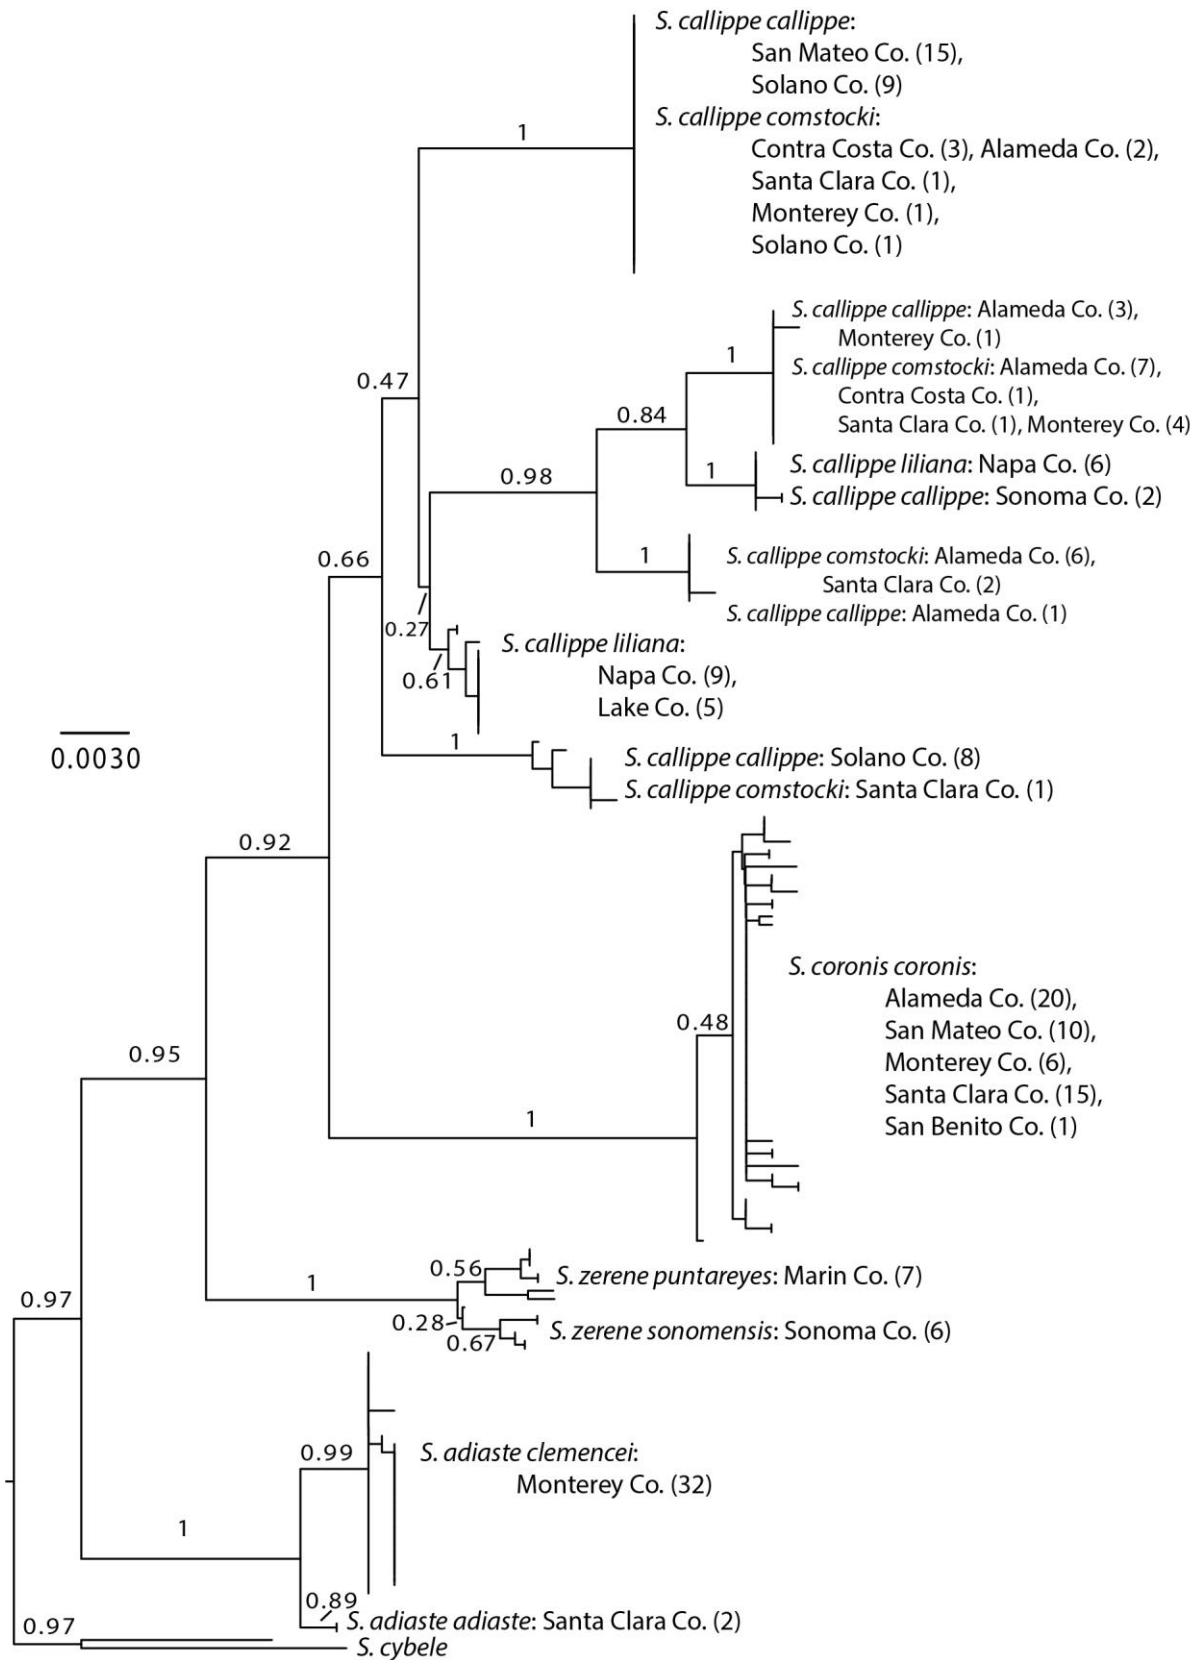 S. callippe callippe:
San Mateo Co. (15),
Solano Co. (9)
S. callippe comstocki:
1
Contra Costa Co. (3), Alameda Co. (2),
Santa Clara Co. (1),
Monterey Co. (1),
Solano Co. (1)
S. callippe callippe: Alameda Co. (3),
Monterey Co. (1)
1
S. callippe comstocki: Alameda Co. (7),
0.47
Contra Costa Co. (1),
0.84
Santa Clara Co. (1), Monterey Co. (4)
1
S. callippe liliana: Napa Co. (6)
0.98
S. callippe callippe: Sonoma Co. (2)
0.66
1
S. callippe comstocki: Alameda Co. (6),
Santa Clara Co. (2)
S. callippe callippe: Alameda Co. (1)
0.27
S. callippe liliana:
0.61
Napa Co. (9),
Lake Co. (5)
1
0.0030
S. callippe callippe: Solano Co. (8)
S. callippe comstocki: Santa Clara Co. (1)
0.92
S. coronis coronis:
Alameda Co. (20),
0.48
San Mateo Co. (10),
0.95
Monterey Co. (6),
Santa Clara Co. (15),
1
San Benito Co. (1)
0.56
S. zerene puntareyes: Marin Co. (7)
1
0.97
0.28
S. zerene sonomensis: Sonoma Co. (6)
0.67
0.99
S. adiaste clemencei:
Monterey Co. (32)
1
0.89
S. adiaste adiaste: Santa Clara Co. (2)
0.97
S. cybele